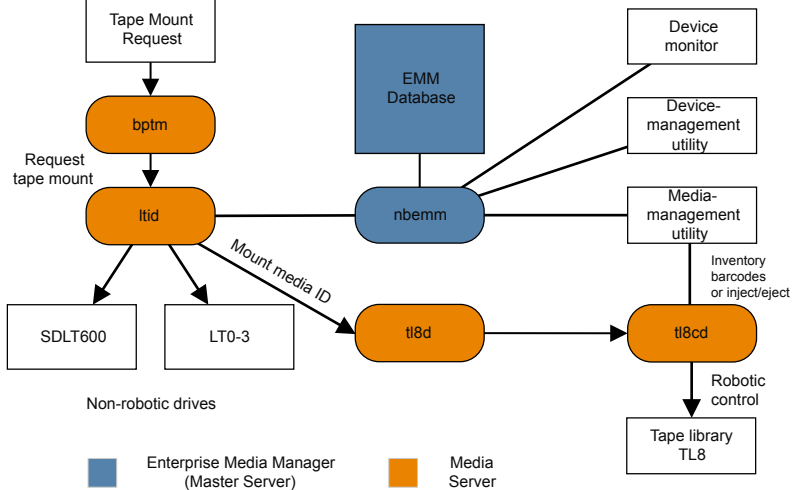 Tape Mount
Request
EMM
Database
Device
monitor
bptm
Device-
management
utility
Request
tape mount
ltid
nbemm
Media-
management
utility
Mount media ID
Inventory
barcodes
or inject/eject
SDLT600
LT0-3
tl8d
tl8cd
Non-robotic drives
Robotic
control
Tape library
TL8
Enterprise Media Manager
(Master Server)
Media
Server